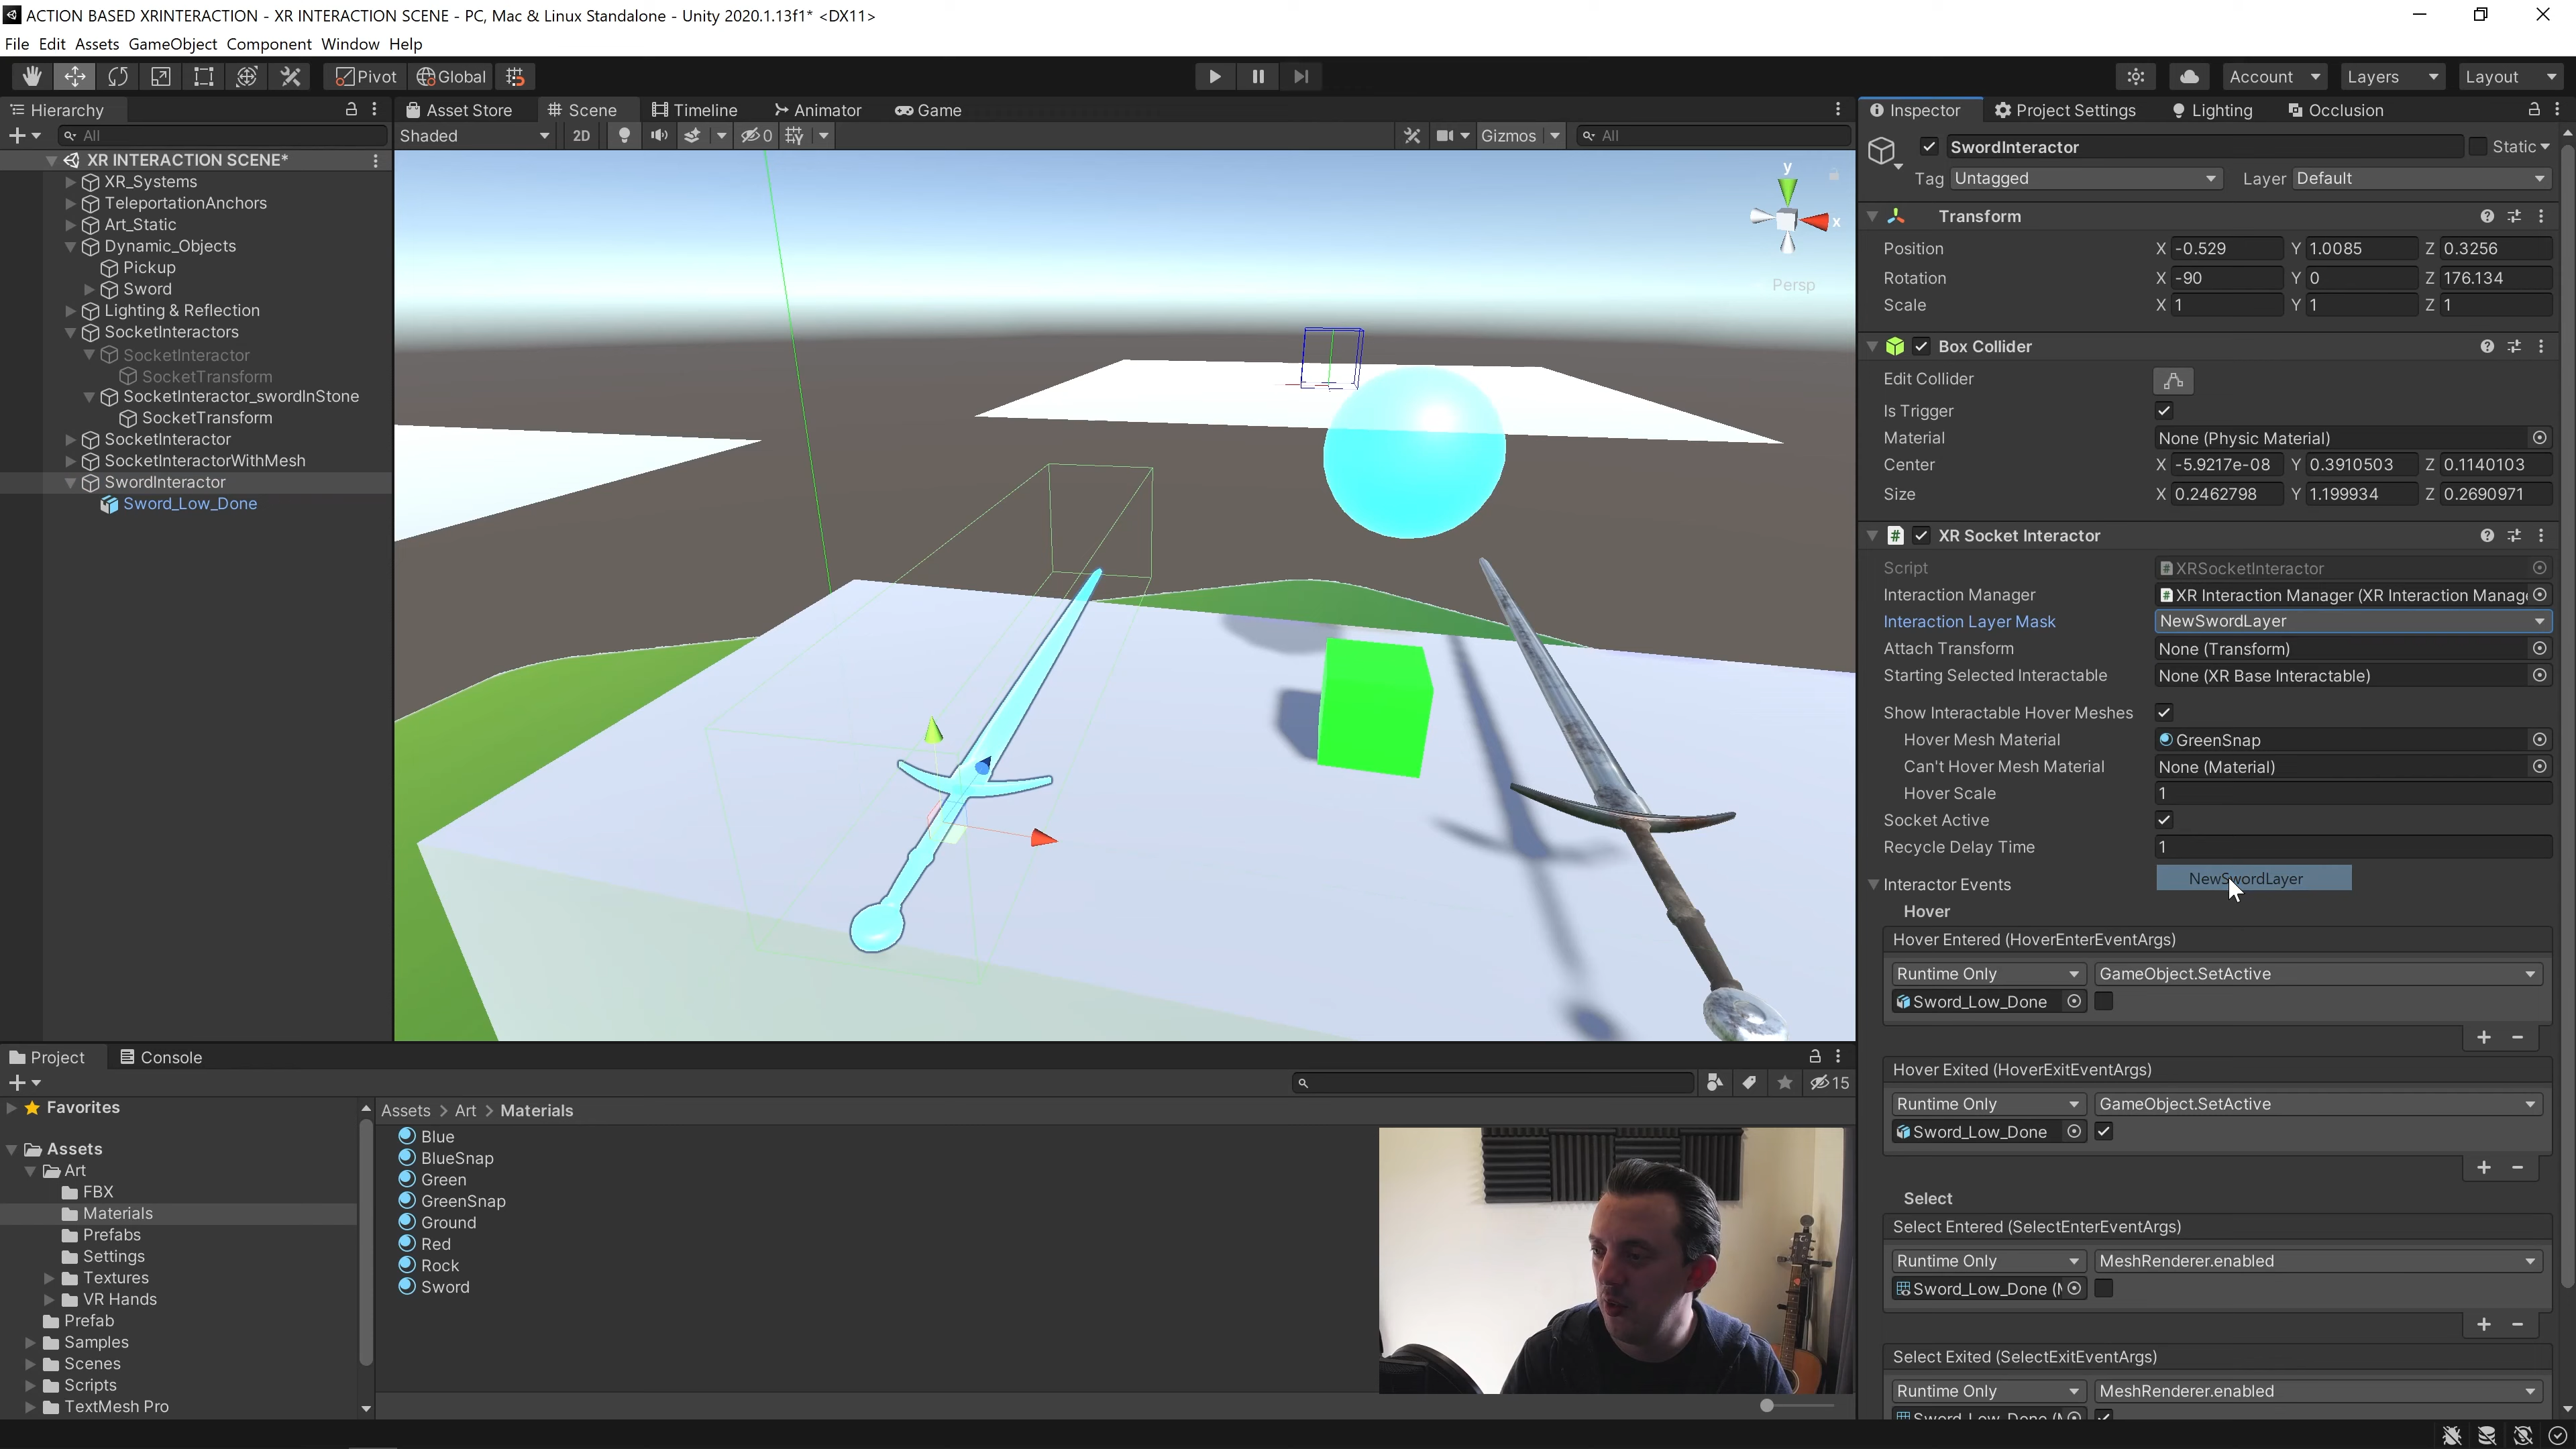 ACTION BASED XRINTERACTION - XR INTERACTION SCENE - PC, Mac & Linux Standalone - Unity 2020.1.13f1* <DX11>
File Edit Assets GameObject Component Window Help
Pivot Global Account Layers Layout
Hierarchy
All
XR INTERACTION SCENE*
XR_Systems
TeleportationAnchors
Art_Static
Dynamic_Objects
Pickup
Sword
Lighting & Reflection
SocketInteractors
SocketInteractor
SocketTransform
SocketInteractor_swordInStone
SocketTransform
SocketInteractor
SocketInteractorWithMesh
SwordInteractor
Sword_Low_Done
Asset Store Scene Timeline Animator Game
Shaded 2D 0 Gizmos All
y
x
Persp
Inspector Project Settings Lighting Occlusion
SwordInteractor Static
Tag Untagged Layer Default
Transform
Position X -0.529 Y 1.0085 Z 0.3256
Rotation X -90 Y 0 Z 176.134
Scale X 1 Y 1 Z 1
Box Collider
Edit Collider
Is Trigger
Material None (Physic Material)
Center X -5.9217e-08 Y 0.3910503 Z 0.1140103
Size X 0.2462798 Y 1.199934 Z 0.2690971
# XR Socket Interactor
Script # XRSocketInteractor
Interaction Manager # XR Interaction Manager (XR Interaction Manag
Interaction Layer Mask NewSwordLayer
Attach Transform None (Transform)
Starting Selected Interactable None (XR Base Interactable)
Show Interactable Hover Meshes
Hover Mesh Material GreenSnap
Can't Hover Mesh Material None (Material)
Hover Scale 1
Socket Active
Recycle Delay Time 1
NewSwordLayer
Interactor Events
Hover
Hover Entered (HoverEnterEventArgs)
Runtime Only GameObject.SetActive
Sword_Low_Done
+ -
Hover Exited (HoverExitEventArgs)
Runtime Only GameObject.SetActive
Sword_Low_Done
+ -
Select
Select Entered (SelectEnterEventArgs)
Runtime Only MeshRenderer.enabled
Sword_Low_Done (
+ -
Select Exited (SelectExitEventArgs)
Runtime Only MeshRenderer.enabled
Project Console
15
Favorites
Assets
Art
FBX
Materials
Prefabs
Settings
Textures
VR Hands
Prefab
Samples
Scenes
Scripts
TextMesh Pro
Assets > Art > Materials
Blue
BlueSnap
Green
GreenSnap
Ground
Red
Rock
Sword